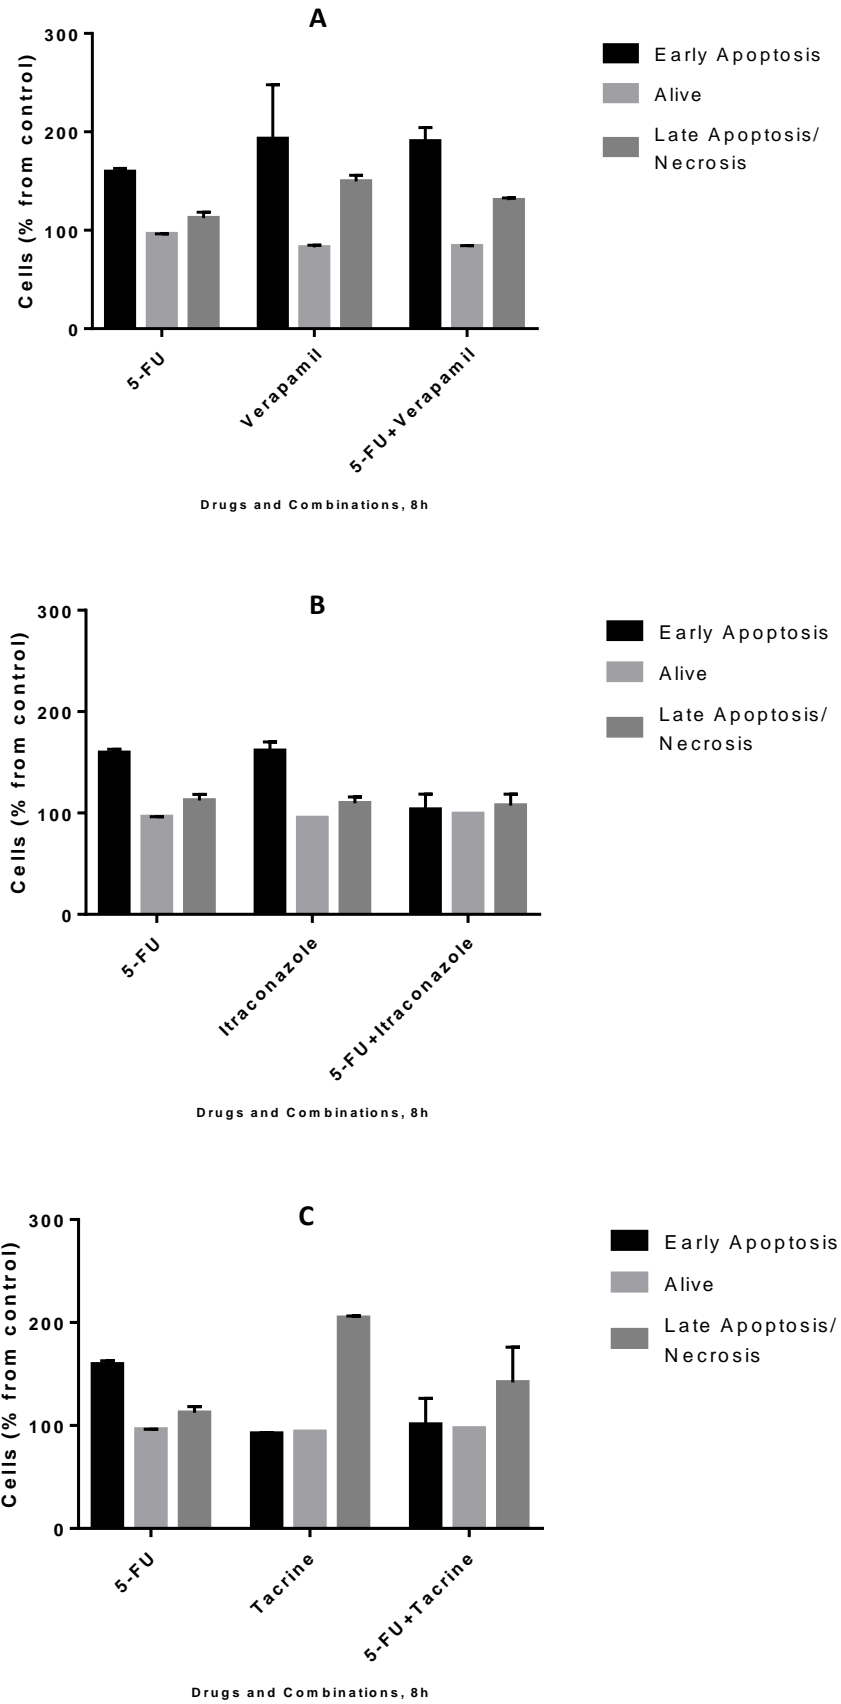 A
300
200
100
0
Cells (% from control)
5-FU
Verapamil
5-FU+Verapamil
Drugs and Combinations, 8h
Early Apoptosis
Alive
Late Apoptosis/
Necrosis
B
300
200
100
0
Cells (% from control)
5-FU
Itraconazole
5-FU+Itraconazole
Drugs and Combinations, 8h
Early Apoptosis
Alive
Late Apoptosis/
Necrosis
C
300
200
100
0
Cells (% from control)
5-FU
Tacrine
5-FU+Tacrine
Drugs and Combinations, 8h
Early Apoptosis
Alive
Late Apoptosis/
Necrosis